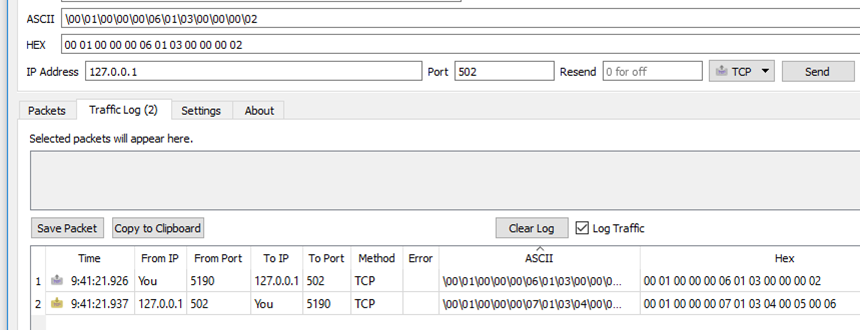 ASCII \00\01\00\00\00\06\01\03\00\00\00\02
HEX 00 01 00 00 00 06 01 03 00 00 00 02
IP Address 127.0.0.1 Port 502 Resend 0 for off TCP Send
Packets Traffic Log (2) Settings About
Selected packets will appear here.
Save Packet Copy to Clipboard Clear Log Log Traffic
Time From IP From Port To IP To Port Method Error ASCII Hex
1 9:41:21.926 You 5190 127.0.0.1 502 TCP \00\01\00\00\00\06\01\03\00\00\0... 00 01 00 00 00 06 01 03 00 00 00 02
2 9:41:21.937 127.0.0.1 502 You 5190 TCP \00\01\00\00\00\07\01\03\04\00\0... 00 01 00 00 00 07 01 03 04 00 05 00 06